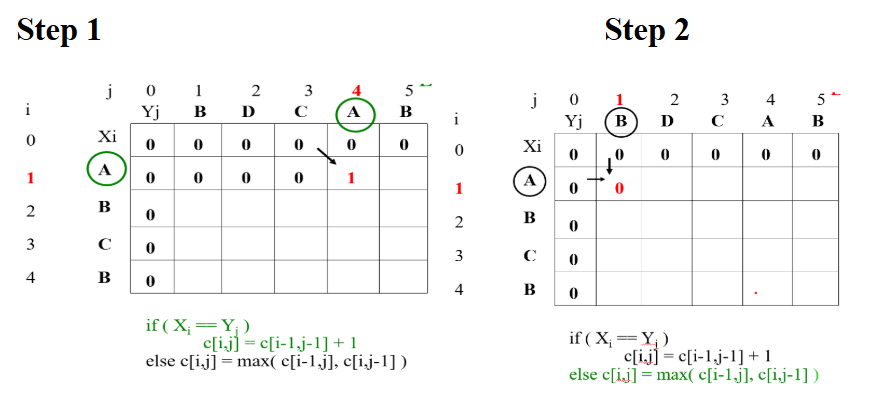 Step 1
j 0 1 2 3 4 5
i Yj B D C A B
0 Xi 0 0 0 0 0 0
1 A 0 0 0 0 1
2 B 0
3 C 0
4 B 0
if ( Xi == Yj )
c[i,j] = c[i-1,j-1] + 1
else c[i,j] = max( c[i-1,j], c[i,j-1] )
Step 2
j 0 1 2 3 4 5
i Yj B D C A B
0 Xi 0 0 0 0 0 0
1 A 0 0
2 B 0
3 C 0
4 B 0
if ( Xi == Yj )
c[i,j] = c[i-1,j-1] + 1
else c[i,j] = max( c[i-1,j], c[i,j-1] )